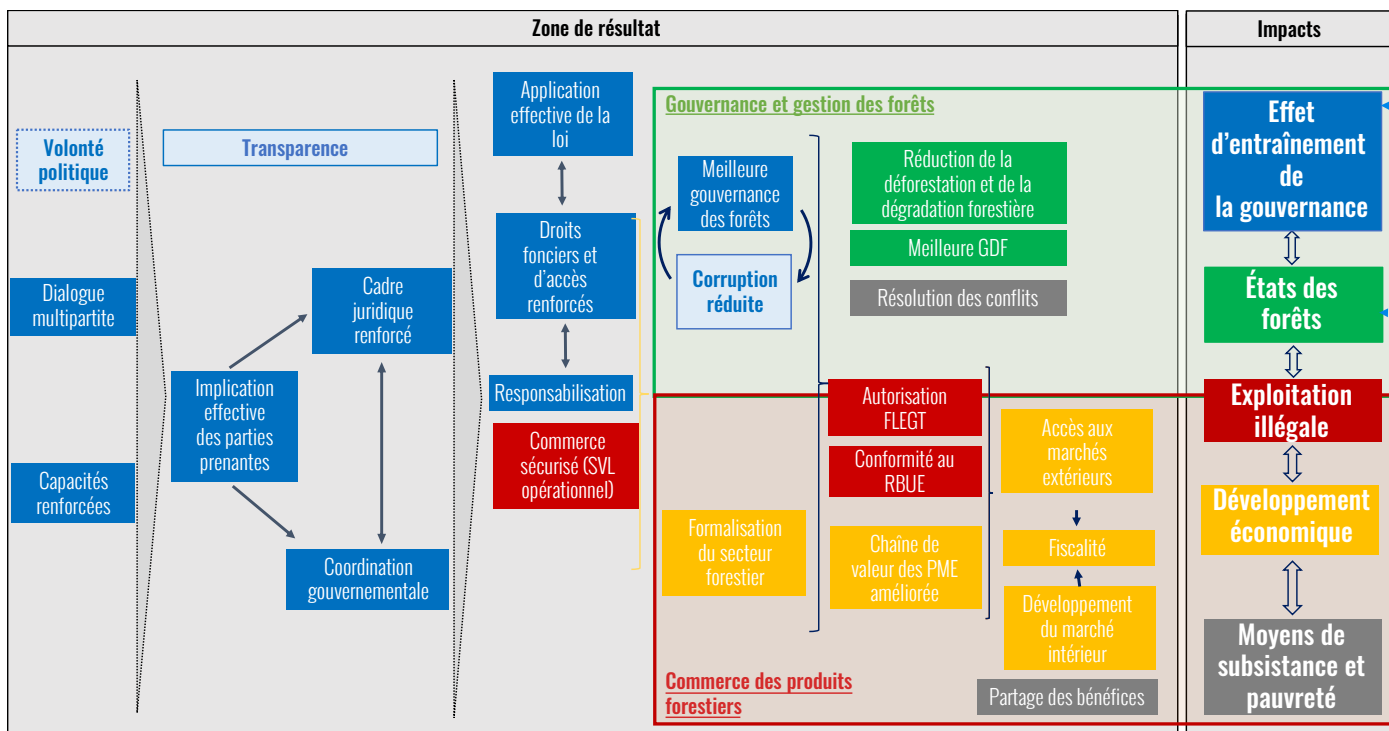 Zone de résultat
Impacts
Volonté
politique
Dialogue
multipartite
Capacités
renforcées
Transparence
Implication
effective
des parties
prenantes
Cadre
juridique
renforcé
Coordination
gouvernementale
Application
effective de la
loi
Droits
fonciers et
d'accès
renforcés
Responsabilisation
Commerce
sécurisé (SVL
opérationnel)
Gouvernance et gestion des forêts
Meilleure
gouvernance
des forêts
Corruption
réduite
Réduction de la
déforestation et de la
dégradation forestière
Meilleure GDF
Résolution des conflits
Autorisation
FLEGT
Conformité au
RBUE
Formalisation
du secteur
forestier
Chaîne de
valeur des PME
améliorée
Accès aux
marchés
extérieurs
Fiscalité
Développement
du marché
intérieur
Partage des bénéfices
Commerce des produits
forestiers
Effet
d'entraînement
de
la gouvernance
États des
forêts
Exploitation
illégale
Développement
économique
Moyens de
subsistance et
pauvreté